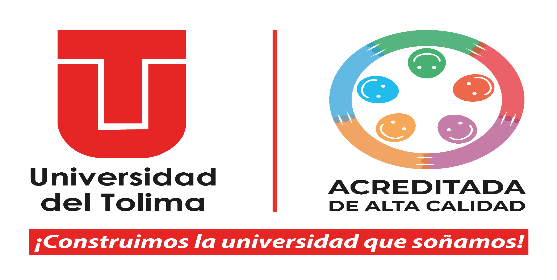 Universidad
del Tolima
ACREDITADA
DE ALTA CALIDAD
¡Construimos la universidad que soñamos!